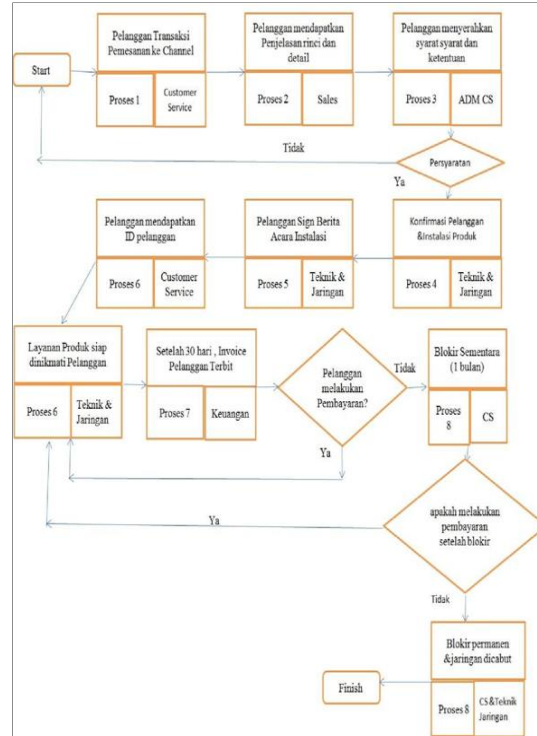 Start
Pelanggan Transaksi
Pemesanan ke Channel
Proses 1
Customer
Service
Pelanggan mendapatkan
Penjelasan rinci dan
detail
Proses 2
Sales
Pelanggan menyerahkan
syarat syarat dan
ketentuan
Proses 3
ADM CS
Tidak
Persyaratan
Ya
Pelanggan mendapatkan
ID pelanggan
Proses 6
Customer
Service
Pelanggan Sign Berita
Acara Instalasi
Proses 5
Teknik &
Jaringan
Konfirmasi Pelanggan
&Instalasi Produk
Proses 4
Teknik &
Jaringan
Layanan Produk siap
dinikmati Pelanggan
Proses 6
Teknik &
Jaringan
Setelah 30 hari , Invoice
Pelanggan Terbit
Proses 7
Keuangan
Pelanggan
melakukan
Pembayaran?
Tidak
Blokir Sementara
(1 bulan)
Proses
8
CS
Ya
Ya
apakah melakukan
pembayaran
setelah blokir
Tidak
Blokir permanen
&jaringan dicabut
Proses 8
CS&Teknik
Jaringan
Finish